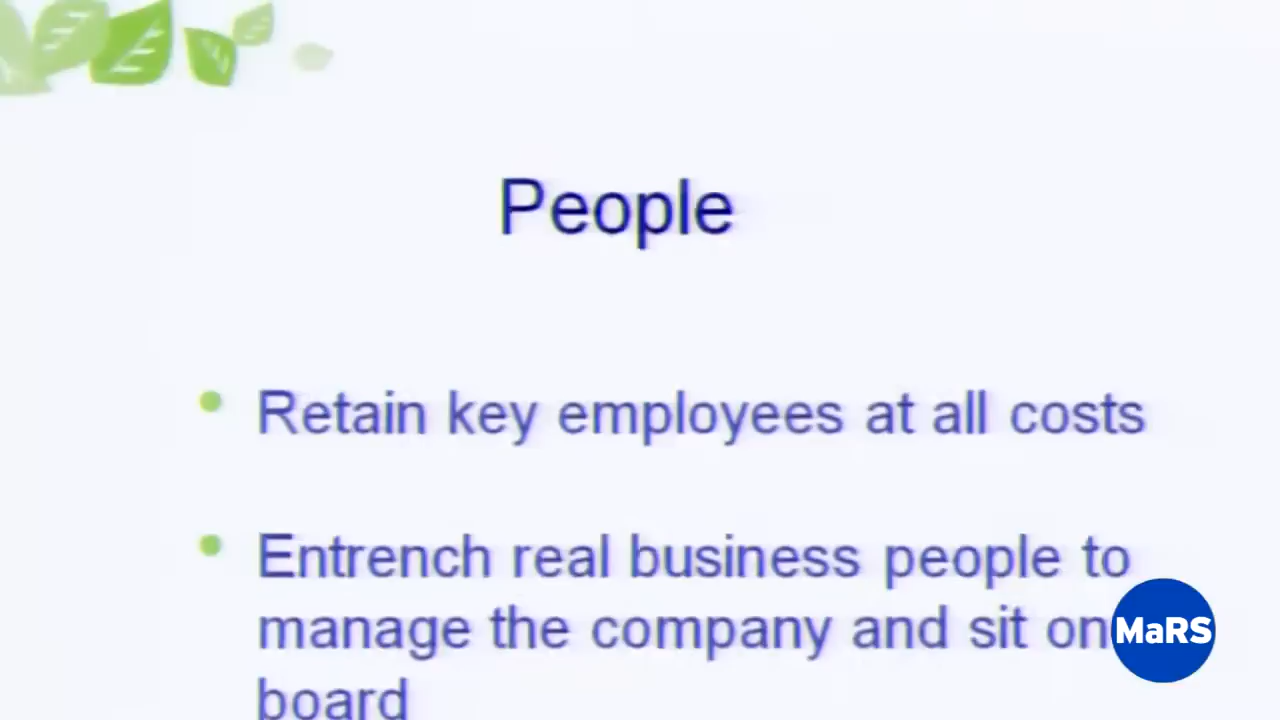 People
Retain key employees at all costs
Entrench real business people to
manage the company and sit on
board
MaRS